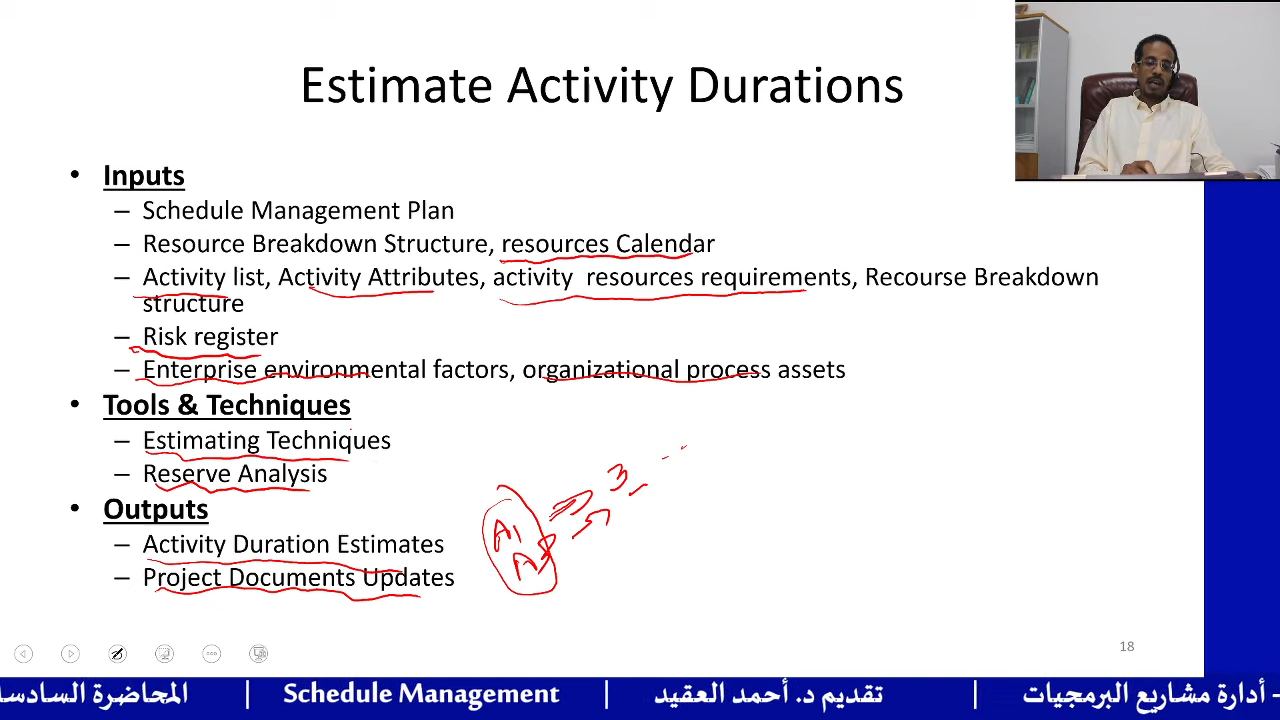 Estimate Activity Durations
• Inputs
– Schedule Management Plan
– Resource Breakdown Structure, resources Calendar
– Activity list, Activity Attributes, activity resources requirements, Recourse Breakdown
structure
– Risk register
– Enterprise environmental factors, organizational process assets
• Tools & Techniques
– Estimating Techniques
– Reserve Analysis
3
• Outputs
A1
– Activity Duration Estimates
– Project Documents Updates
18
- أدارة مشاريع البرمجيات | تقديم د. أحمد العقيد | Schedule Management | المحاضرة السادسة